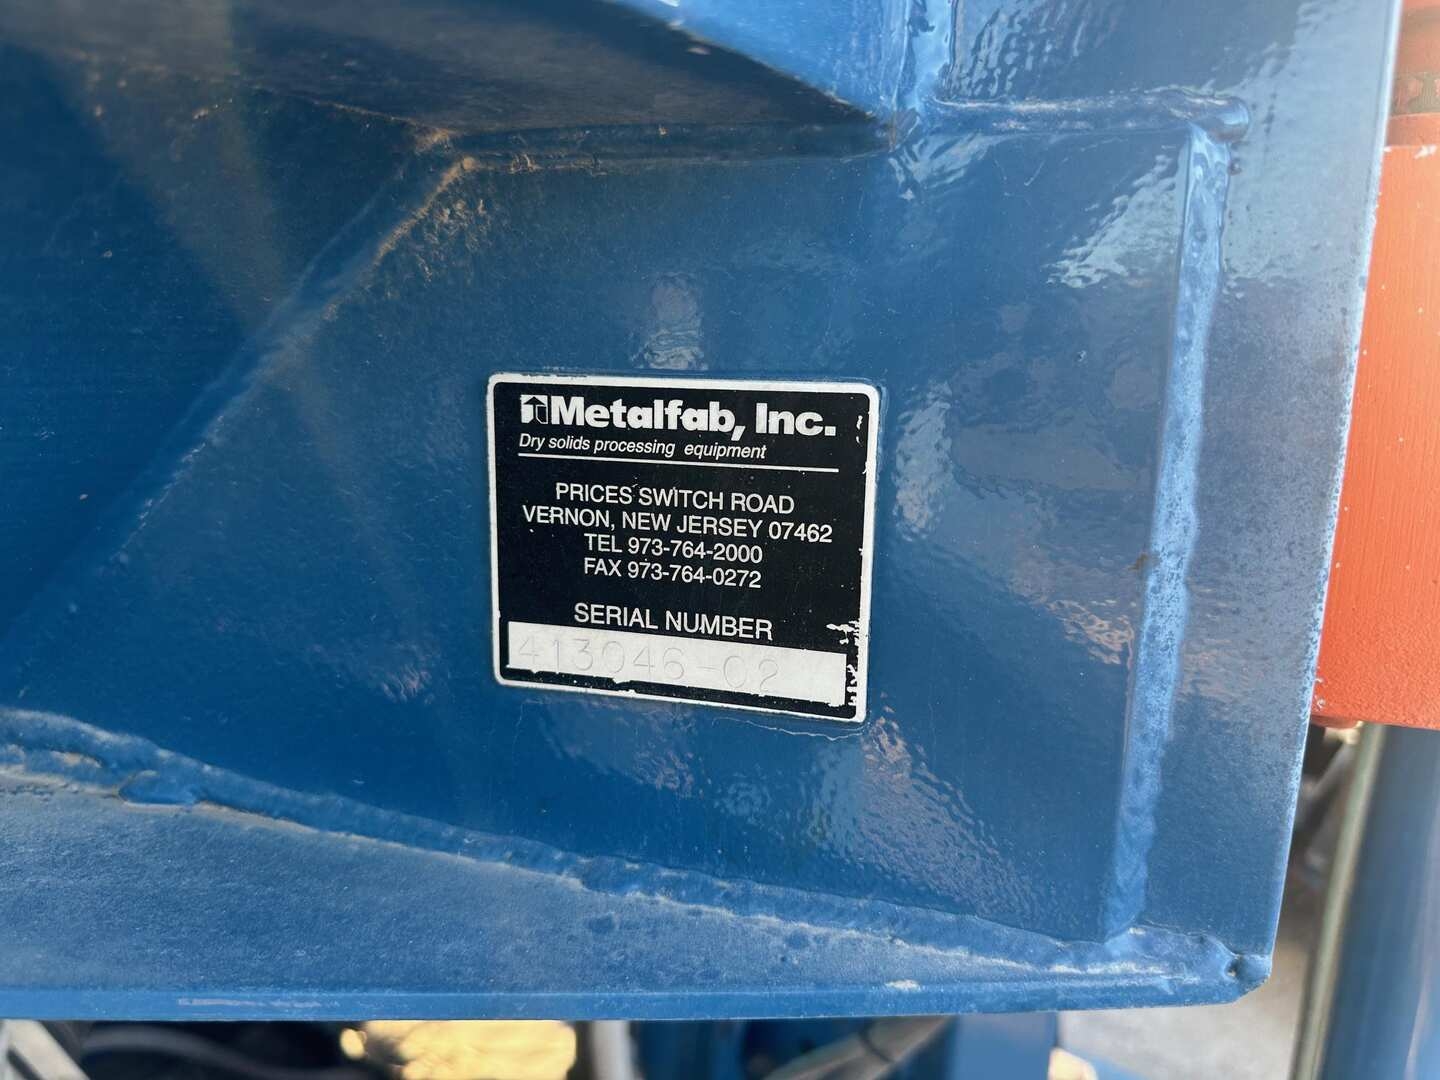 Metalfab, Inc.
Dry solids processing equipment
PRICES SWITCH ROAD
VERNON, NEW JERSEY 07462
TEL 973-764-2000
FAX 973-764-0272
SERIAL NUMBER
413046-02